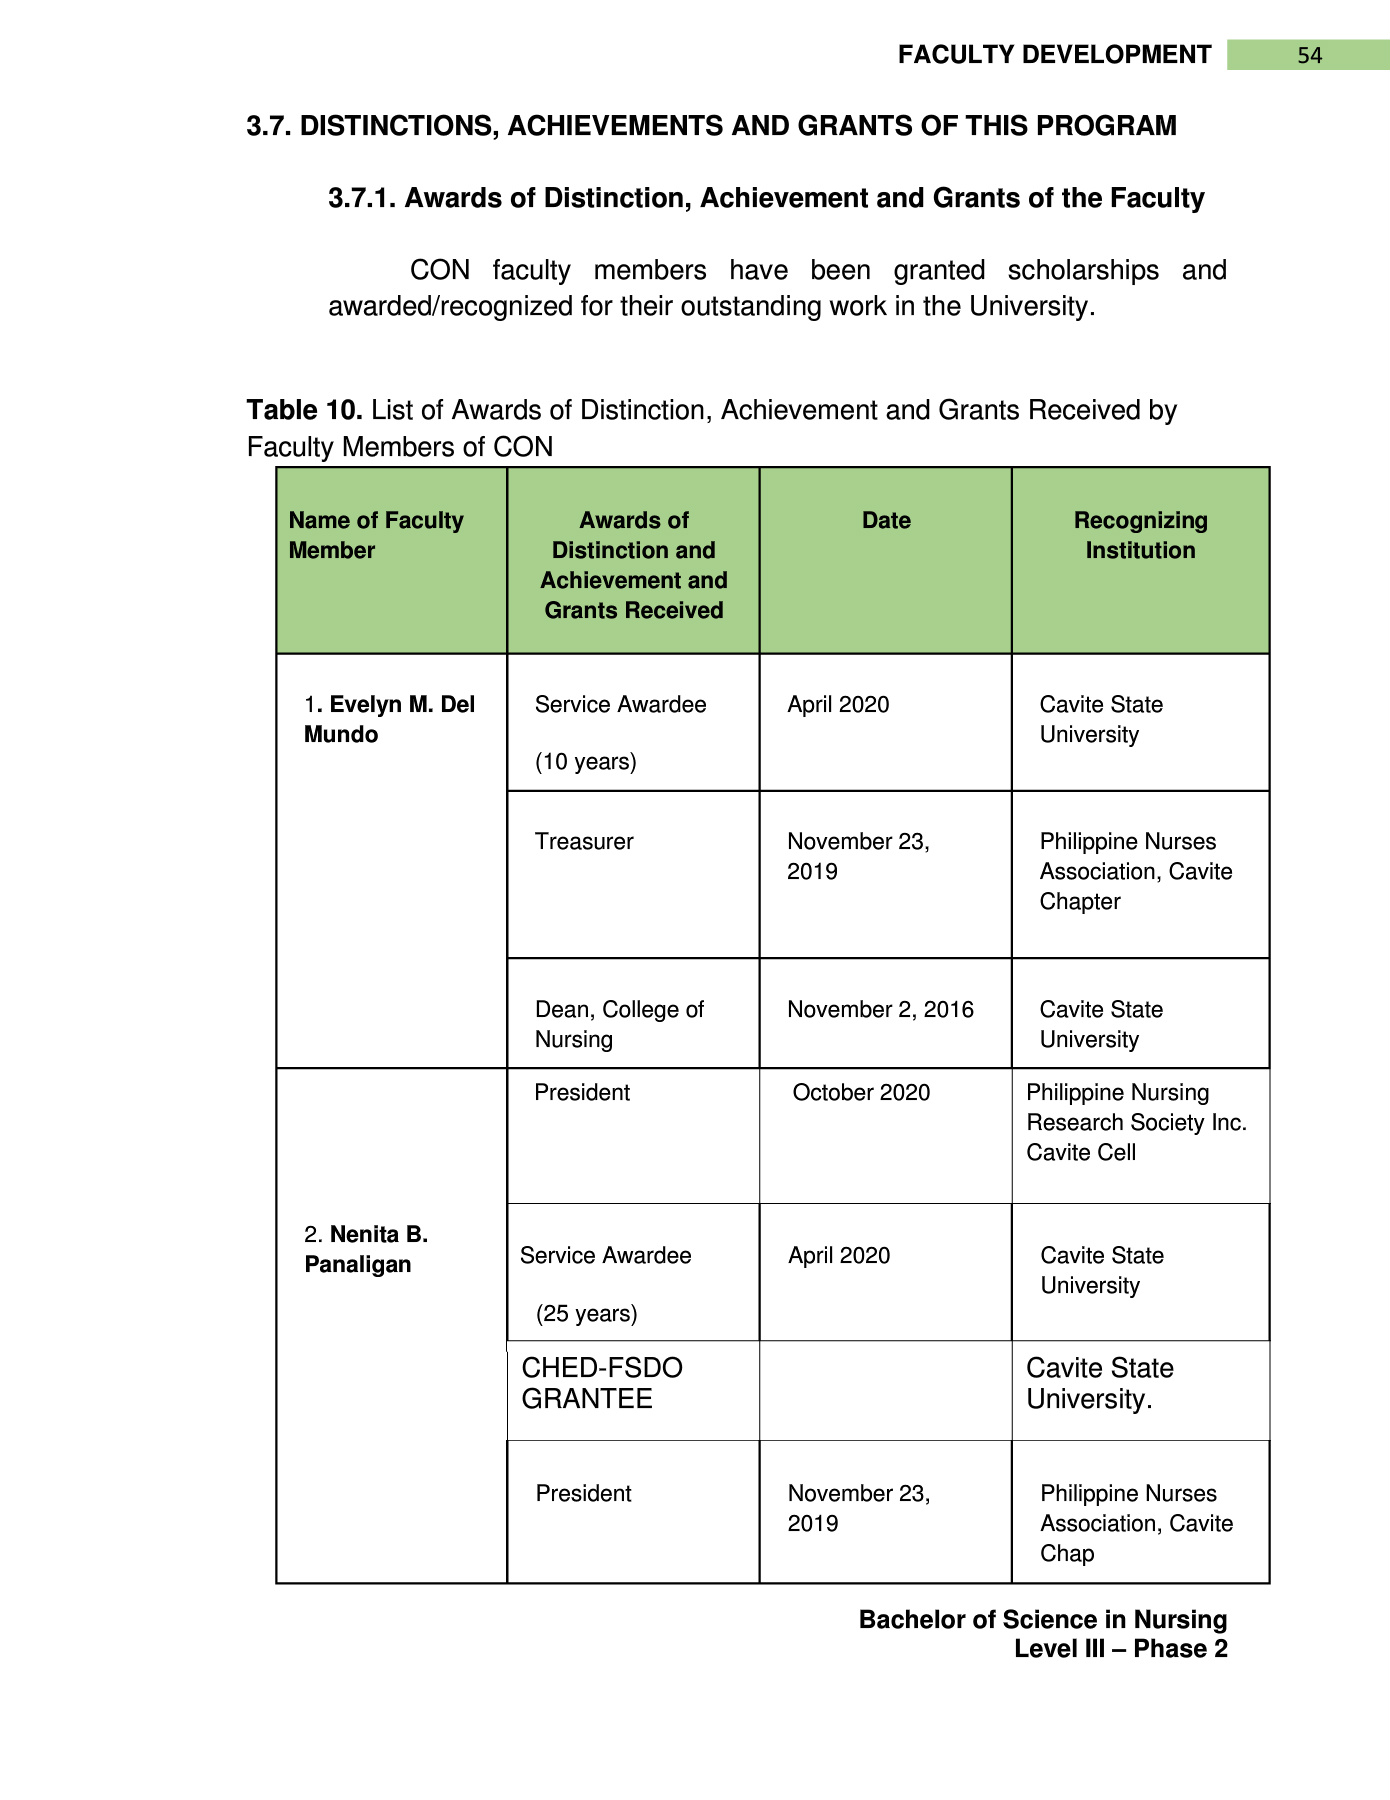 FACULTY DEVELOPMENT 54
3.7. DISTINCTIONS, ACHIEVEMENTS AND GRANTS OF THIS PROGRAM
3.7.1. Awards of Distinction, Achievement and Grants of the Faculty
CON faculty members have been granted scholarships and
awarded/recognized for their outstanding work in the University.
Table 10. List of Awards of Distinction, Achievement and Grants Received by
Faculty Members of CON
Name of Faculty
Member
Awards of
Distinction and
Achievement and
Grants Received
Date
Recognizing
Institution
1. Evelyn M. Del
Mundo
Service Awardee
(10 years)
April 2020
Cavite State
University
Treasurer
November 23,
2019
Philippine Nurses
Association, Cavite
Chapter
Dean, College of
Nursing
November 2, 2016
Cavite State
University
2. Nenita B.
Panaligan
President
October 2020
Philippine Nursing
Research Society Inc.
Cavite Cell
Service Awardee
(25 years)
April 2020
Cavite State
University
CHED-FSDO
GRANTEE
Cavite State
University.
President
November 23,
2019
Philippine Nurses
Association, Cavite
Chap
Bachelor of Science in Nursing
Level III – Phase 2